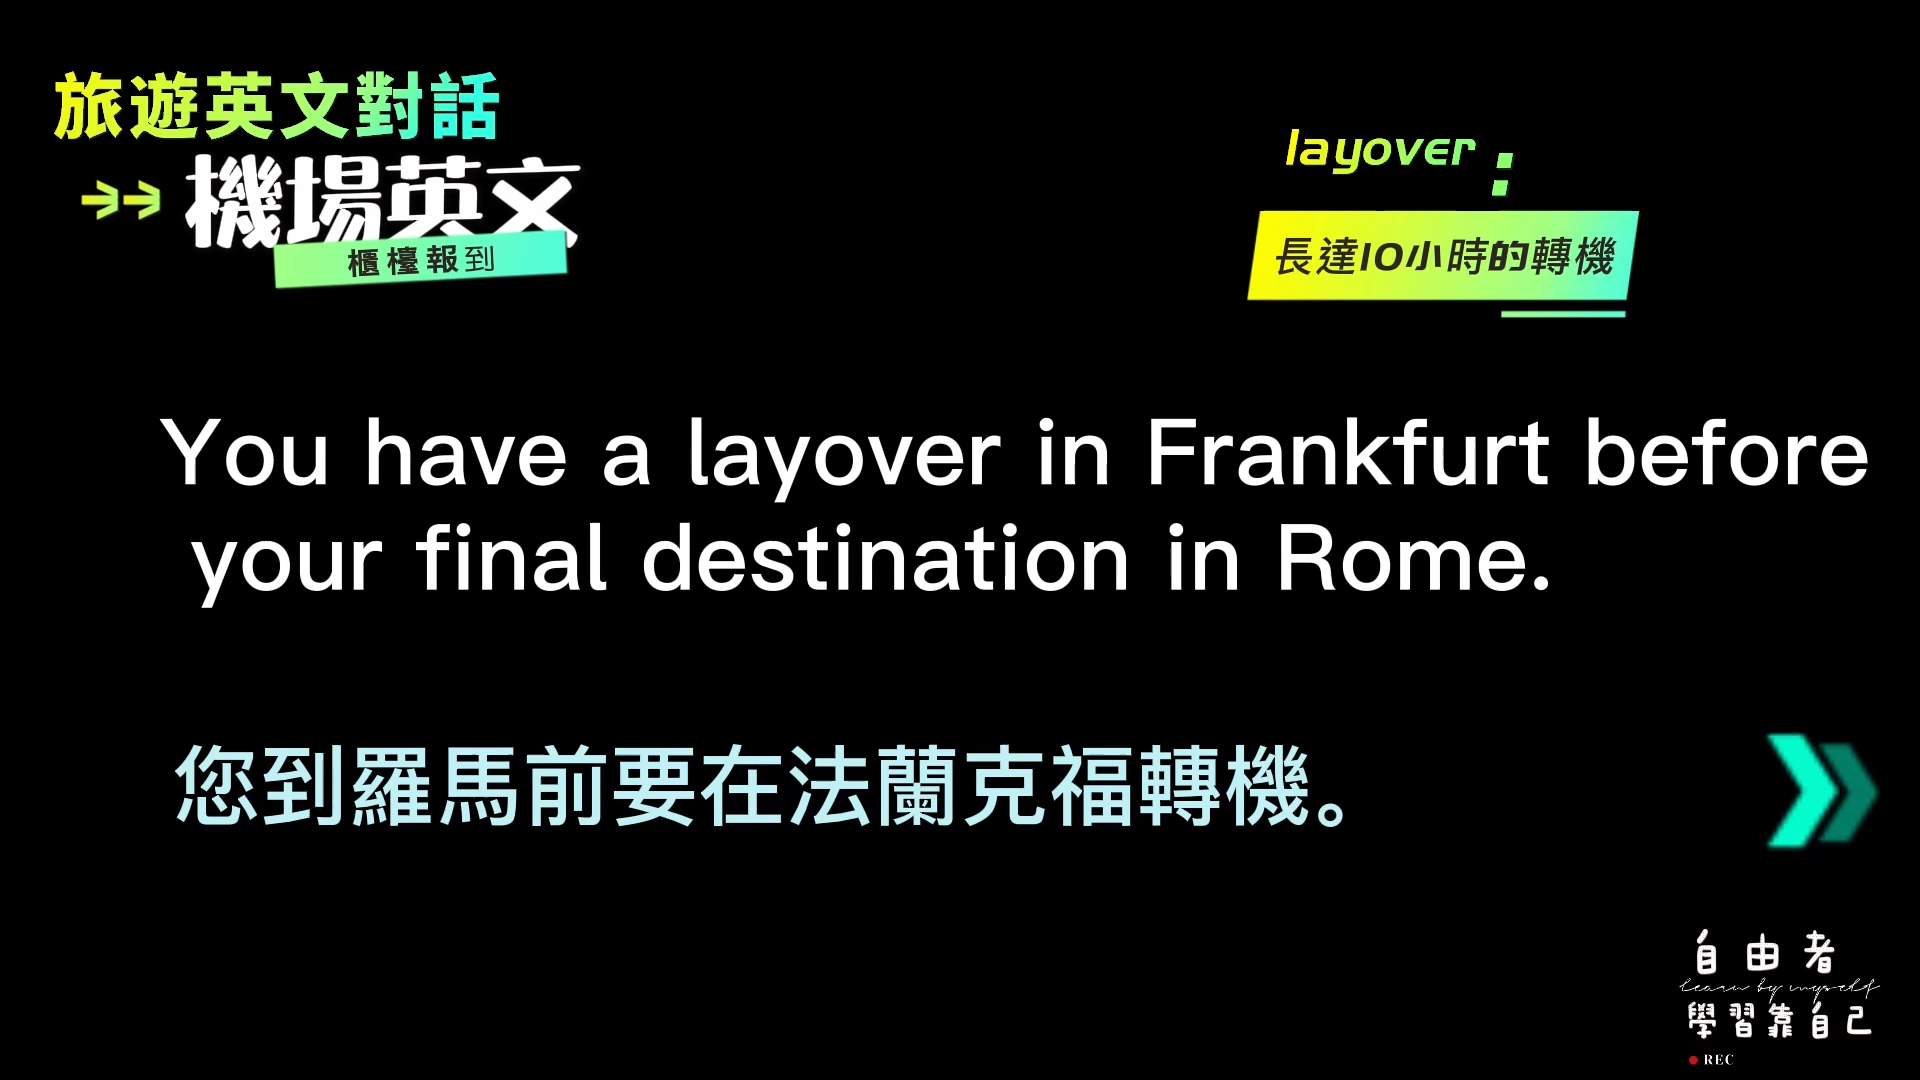 旅遊英文對話
機場英文
櫃檯報到
layover :
長達10小時的轉機
You have a layover in Frankfurt before
your final destination in Rome.
您到羅馬前要在法蘭克福轉機。
自由者
learn by myself
學習靠自己
REC